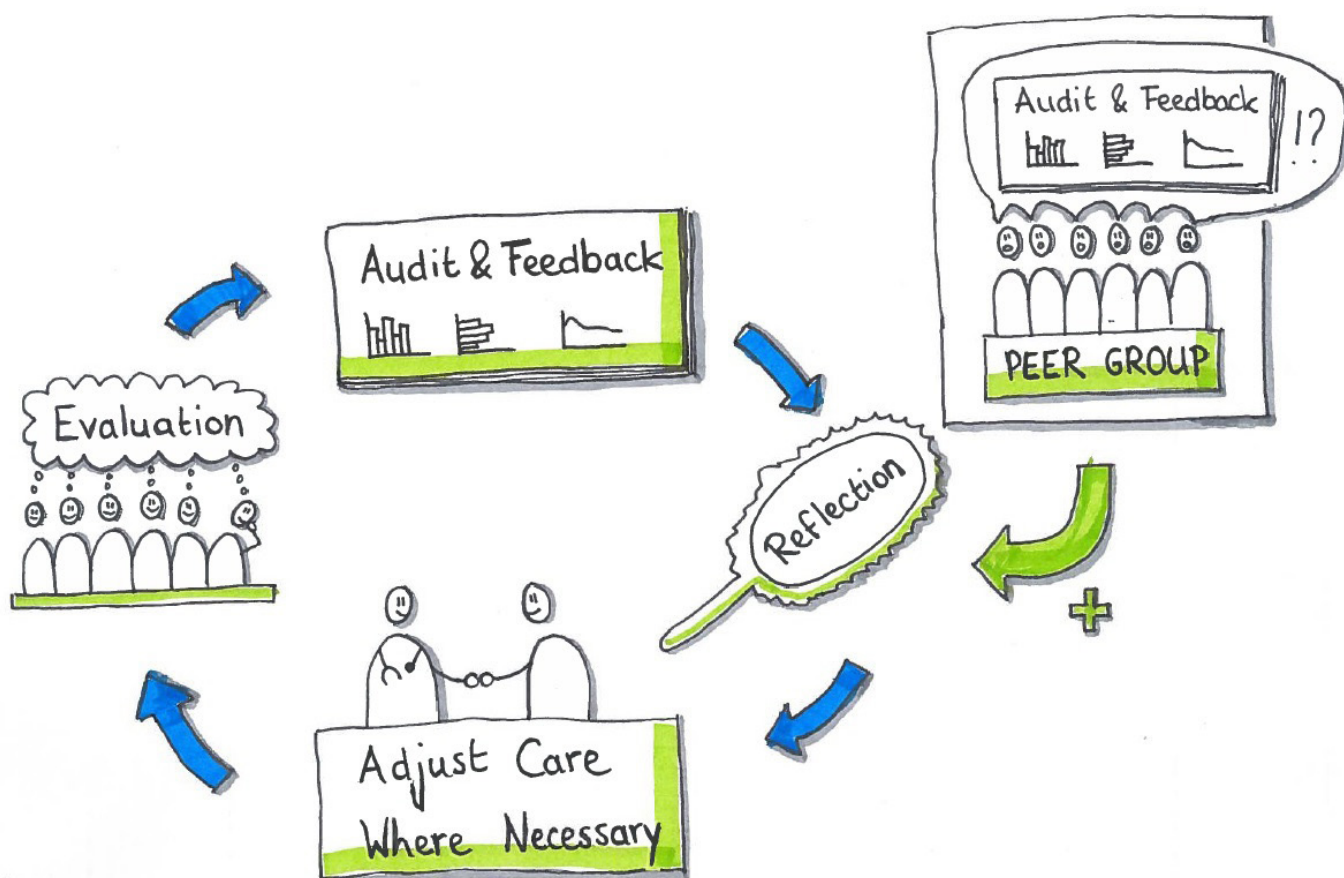 Audit & Feedback
!?
PEER GROUP
Audit & Feedback
Evaluation
Reflection
Adjust Care
Where Necessary